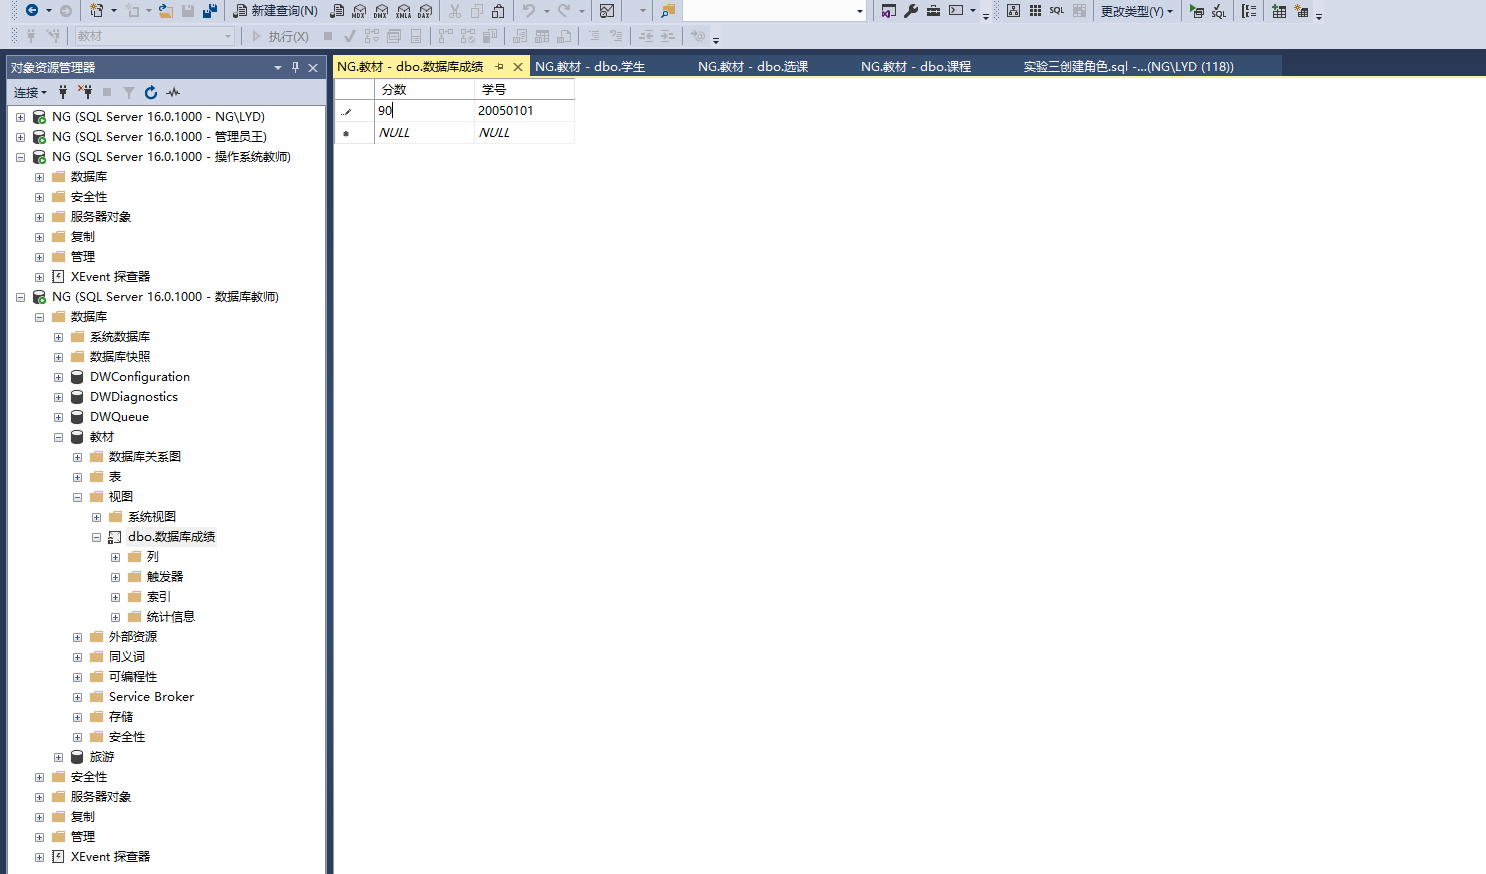 新建查询(N) MDX DMX XMLA DAX SQL 更改类型(Y) SQL
教材 执行(X)
对象资源管理器
连接
NG (SQL Server 16.0.1000 - NG\LYD)
NG (SQL Server 16.0.1000 - 管理员王)
NG (SQL Server 16.0.1000 - 操作系统教师)
数据库
安全性
服务器对象
复制
管理
XEvent 探查器
NG (SQL Server 16.0.1000 - 数据库教师)
数据库
系统数据库
数据库快照
DWConfiguration
DWDiagnostics
DWQueue
教材
数据库关系图
表
视图
系统视图
dbo.数据库成绩
列
触发器
索引
统计信息
外部资源
同义词
可编程性
Service Broker
存储
安全性
旅游
安全性
服务器对象
复制
管理
XEvent 探查器
NG.教材 - dbo.数据库成绩 NG.教材 - dbo.学生 NG.教材 - dbo.选课 NG.教材 - dbo.课程 实验三创建角色.sql -...(NG\LYD (118))
分数 学号
90 20050101
NULL NULL